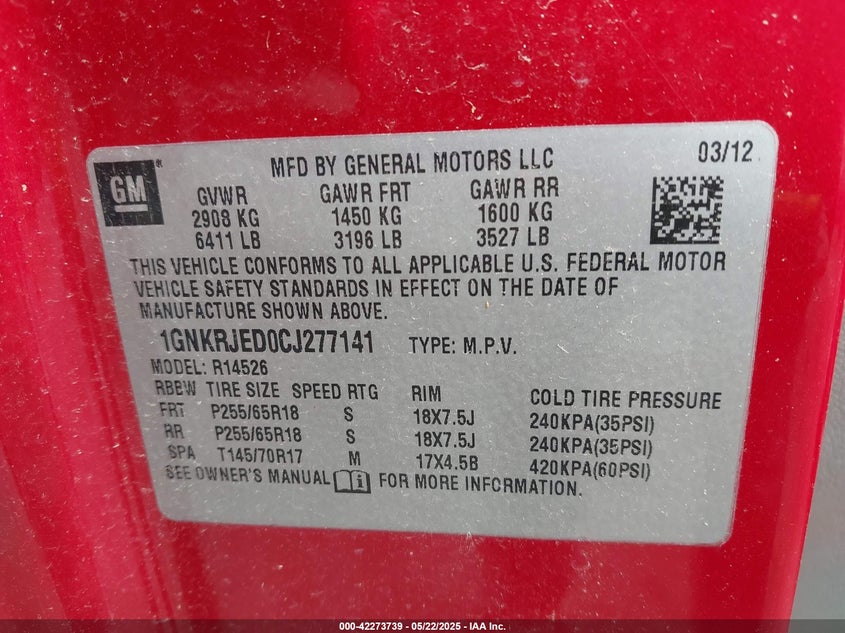 GM
MFD BY GENERAL MOTORS LLC
03/12
GVWR GAWR FRT GAWR RR
2908 KG 1450 KG 1600 KG
6411 LB 3196 LB 3527 LB
THIS VEHICLE CONFORMS TO ALL APPLICABLE U.S. FEDERAL MOTOR
VEHICLE SAFETY STANDARDS IN EFFECT ON THE DATE OF
MANUFACTURE SHOWN ABOVE.
1GNKRJED0CJ277141 TYPE: M.P.V.
MODEL: R14526
RBBW TIRE SIZE SPEED RTG RIM COLD TIRE PRESSURE
FRT P255/65R18 S 18X7.5J 240KPA(35PSI)
RR P255/65R18 S 18X7.5J 240KPA(35PSI)
SPA T145/70R17 M 17X4.5B 420KPA(60PSI)
SEE OWNER'S MANUAL FOR MORE INFORMATION.
000-42273739 - 05/22/2025 - IAA Inc.